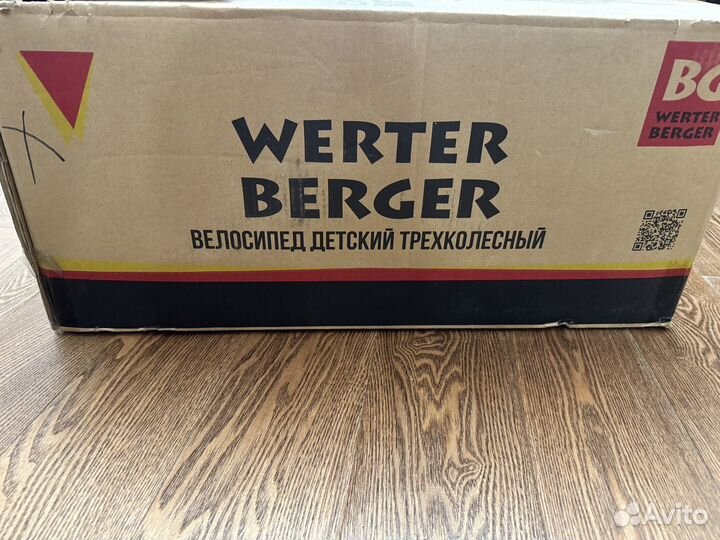 WERTER
BERGER
ВЕЛОСИПЕД ДЕТСКИЙ ТРЕХКОЛЕСНЫЙ
BG
WERTER
BERGER
Avito